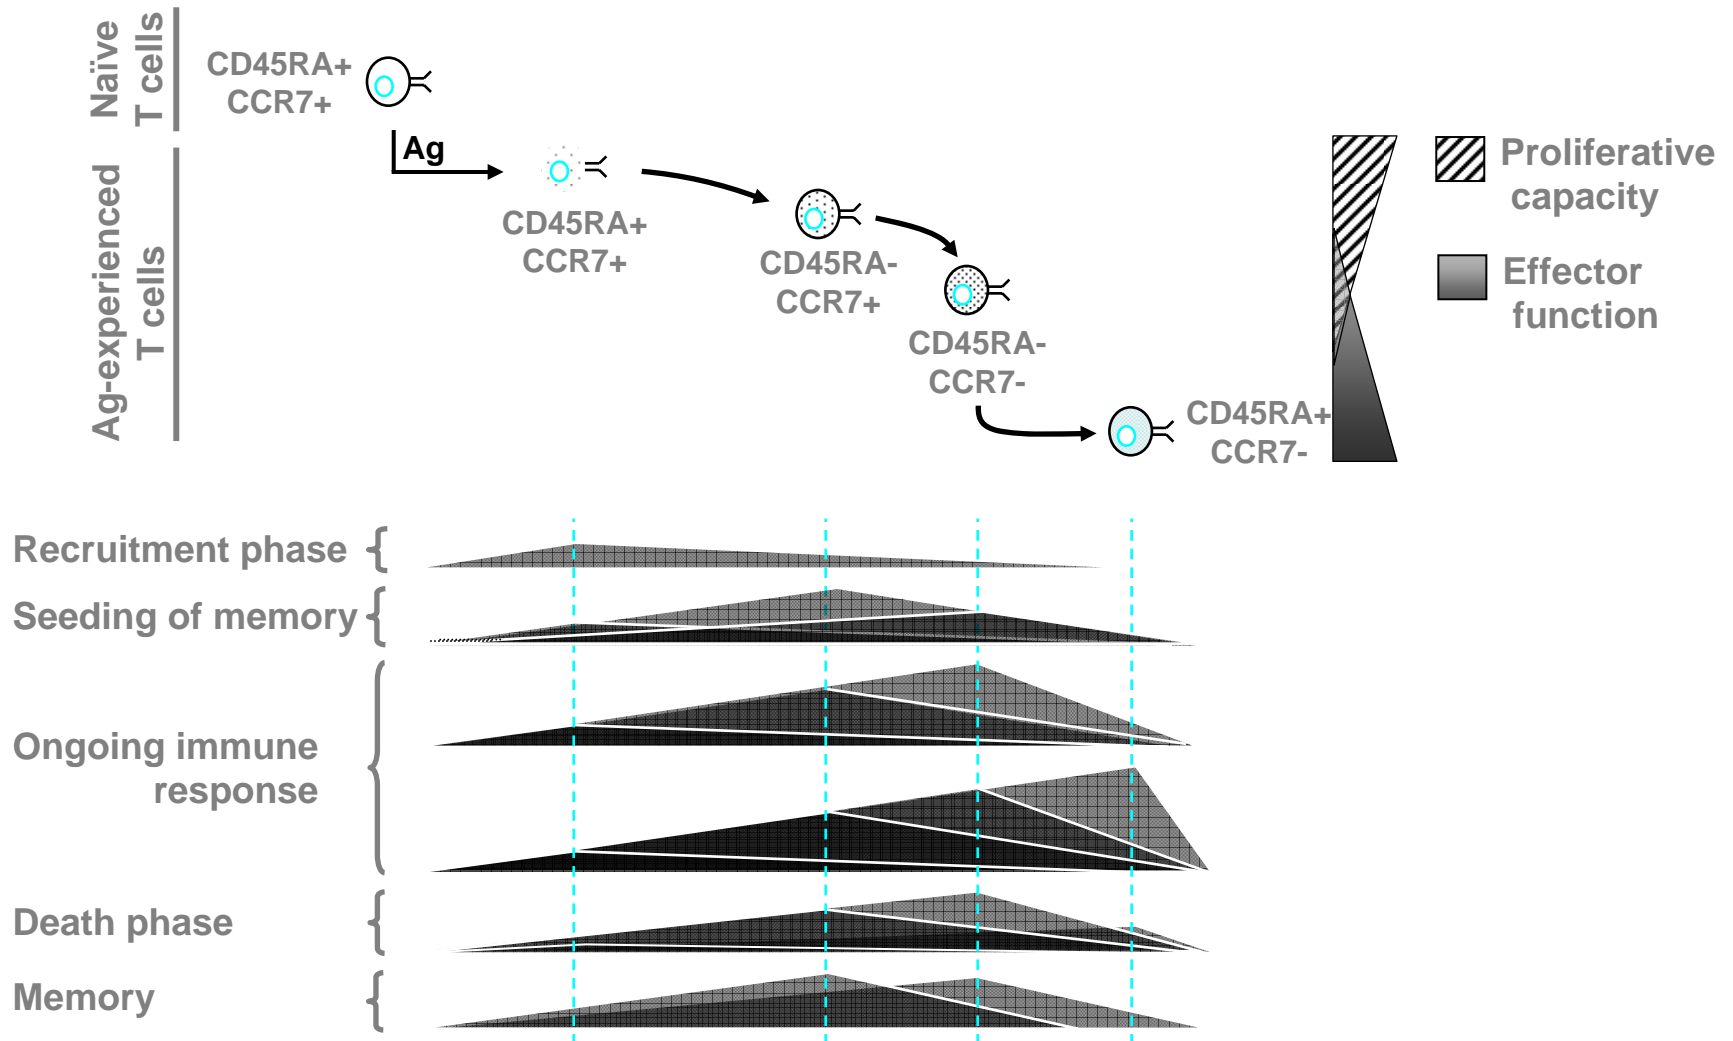 Naïve
T cells
CD45RA+
CCR7+
Ag
Ag-experienced
T cells
CD45RA+
CCR7+
CD45RA-
CCR7+
CD45RA-
CCR7-
CD45RA+
CCR7-
Proliferative
capacity
Effector
function
Recruitment phase
Seeding of memory
Ongoing immune
response
Death phase
Memory